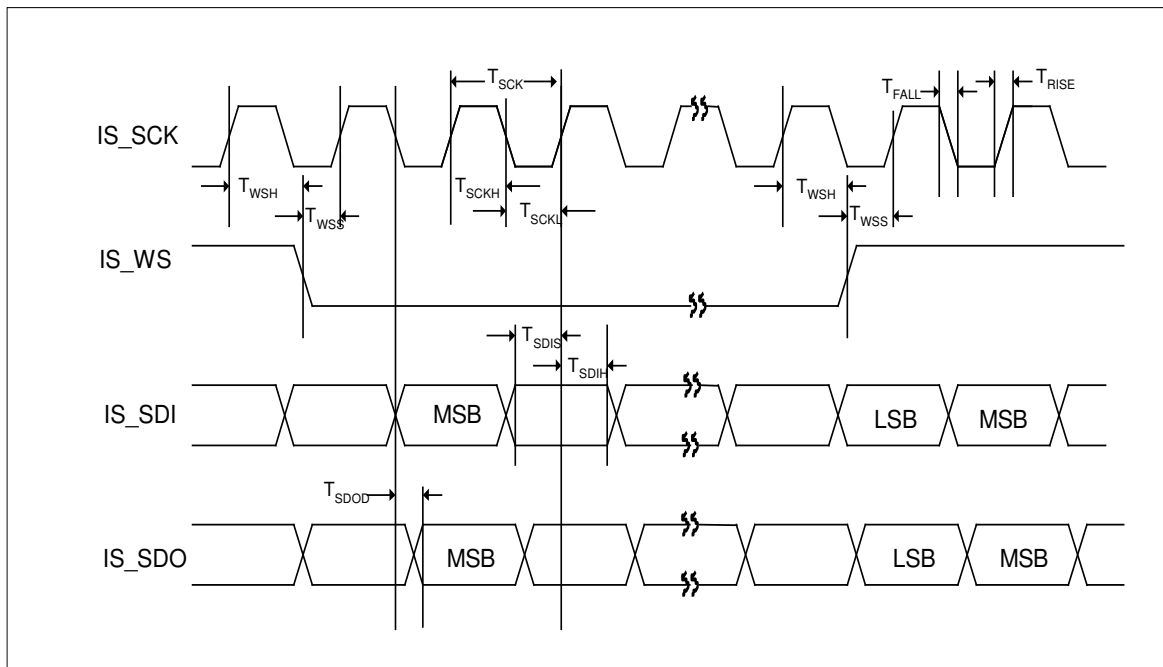 T_SCK
T_FALL
T_RISE
IS_SCK
T_WSH
T_SCKH
T_WSH
T_WSS
T_SCKL
T_WSS
IS_WS
T_SDIS
T_SDIH
IS_SDI
MSB
LSB
MSB
T_SDOD
IS_SDO
MSB
LSB
MSB